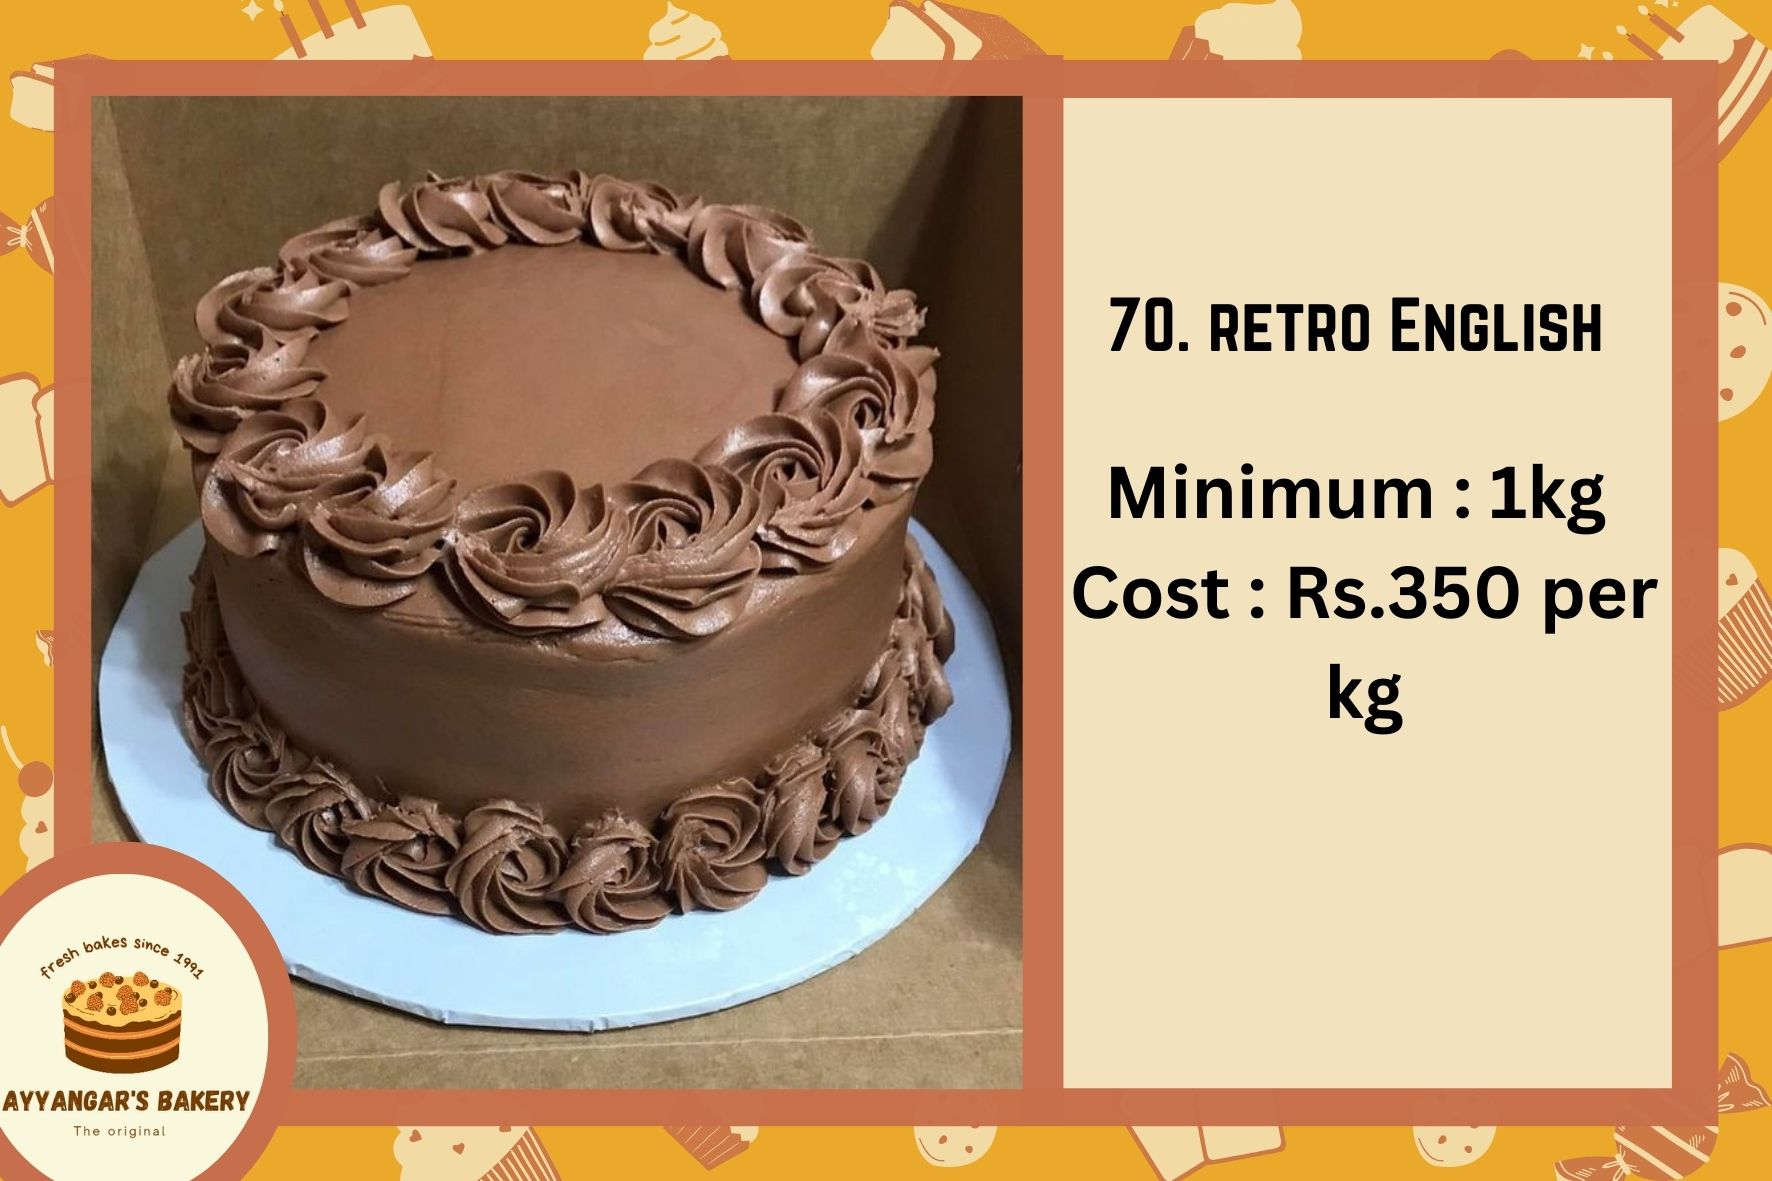 70. RETRO ENGLISH
Minimum : 1kg
Cost : Rs.350 per
kg
fresh bakes since 1991
AYYANGAR'S BAKERY
The original